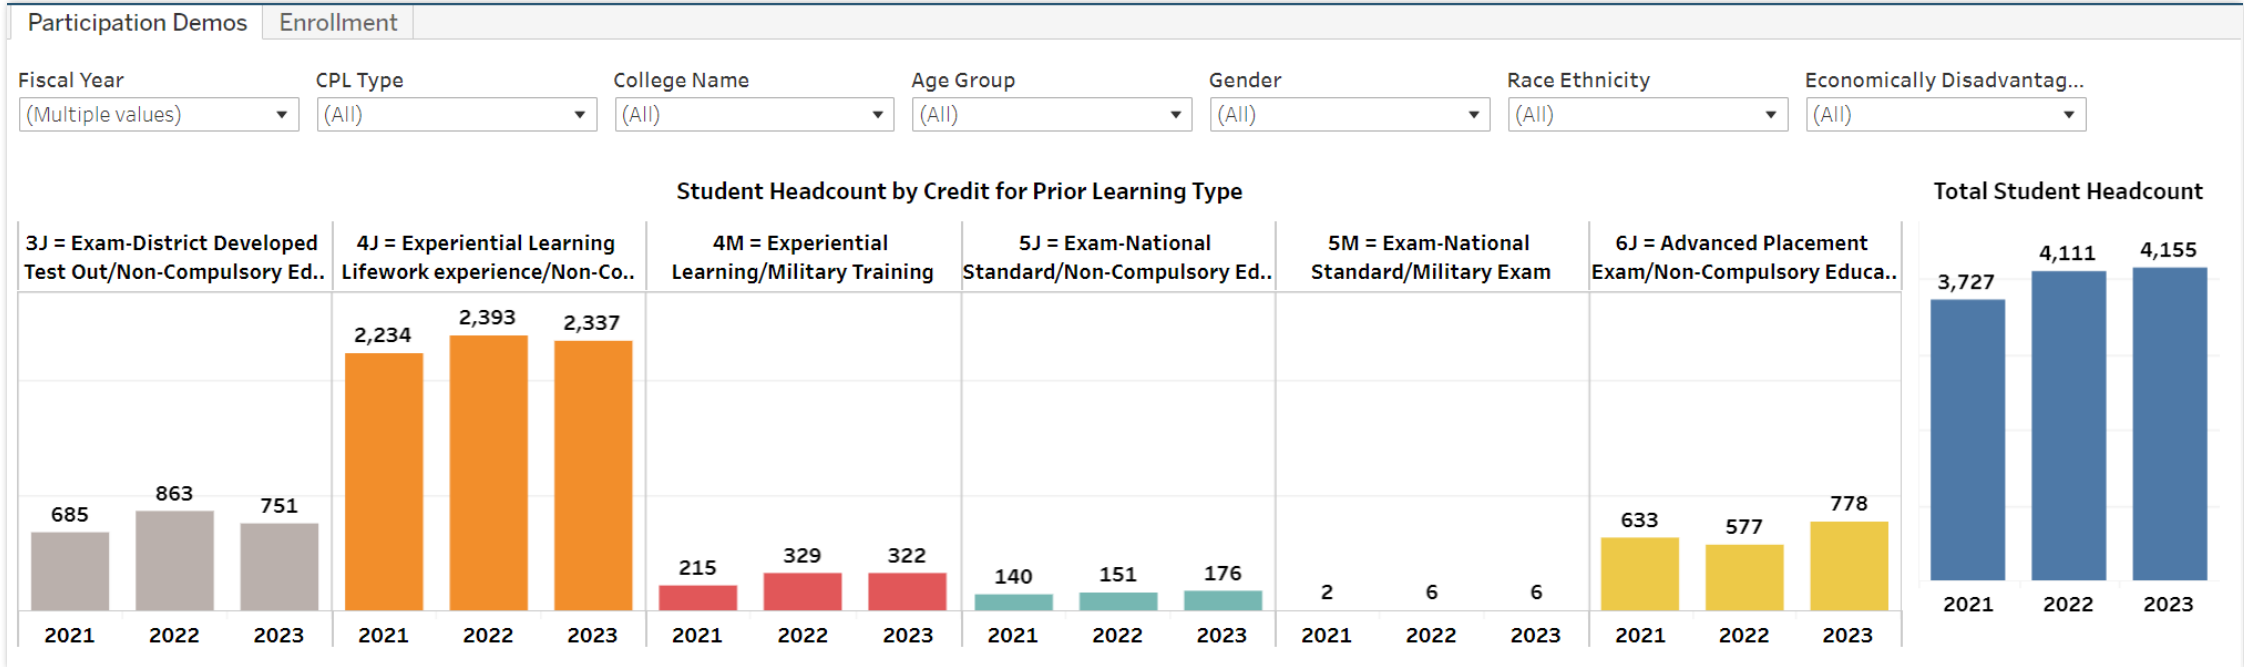 Participation Demos Enrollment
Fiscal Year CPL Type College Name Age Group Gender Race Ethnicity Economically Disadvantag...
(Multiple values) (All) (All) (All) (All) (All) (All)
Student Headcount by Credit for Prior Learning Type
3J = Exam-District Developed
Test Out/Non-Compulsory Ed..
4J = Experiential Learning
Lifework experience/Non-Co..
4M = Experiential
Learning/Military Training
5J = Exam-National
Standard/Non-Compulsory Ed..
5M = Exam-National
Standard/Military Exam
6J = Advanced Placement
Exam/Non-Compulsory Educa..
685 863 751
2,234 2,393 2,337
215 329 322
140 151 176
2 6 6
633 577 778
2021 2022 2023 2021 2022 2023 2021 2022 2023 2021 2022 2023 2021 2022 2023 2021 2022 2023
Total Student Headcount
3,727 4,111 4,155
2021 2022 2023